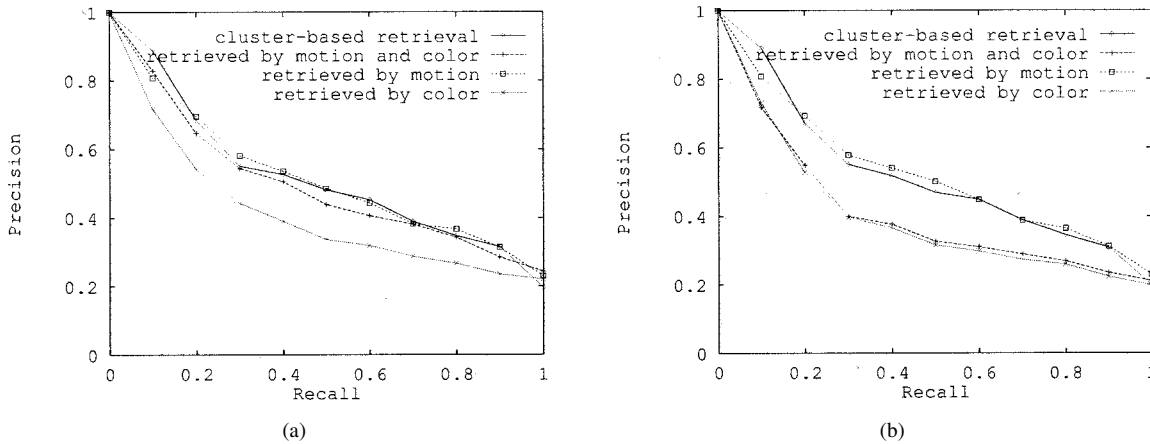 1
0.8
0.6
0.4
0.2
0
Precision
cluster-based retrieval
retrieved by motion and color
retrieved by motion
retrieved by color
0 0.2 0.4 0.6 0.8 1
Recall
(a)
1
0.8
0.6
0.4
0.2
0
Precision
cluster-based retrieval
retrieved by motion and color
retrieved by motion
retrieved by color
0 0.2 0.4 0.6 0.8 1
Recall
(b)